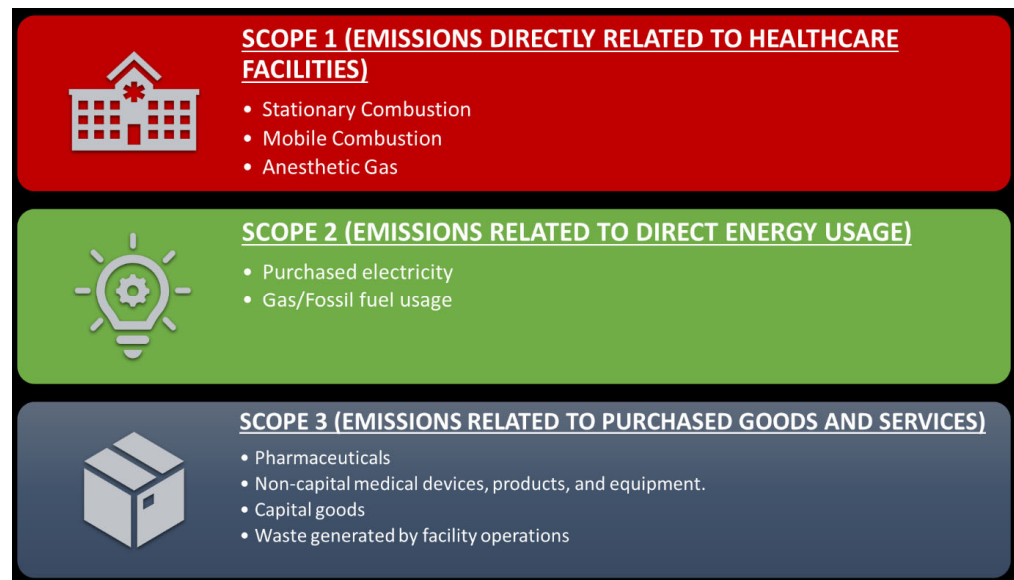 SCOPE 1 (EMISSIONS DIRECTLY RELATED TO HEALTHCARE
FACILITIES)
• Stationary Combustion
• Mobile Combustion
• Anesthetic Gas
SCOPE 2 (EMISSIONS RELATED TO DIRECT ENERGY USAGE)
• Purchased electricity
• Gas/Fossil fuel usage
SCOPE 3 (EMISSIONS RELATED TO PURCHASED GOODS AND SERVICES)
• Pharmaceuticals
• Non-capital medical devices, products, and equipment.
• Capital goods
• Waste generated by facility operations